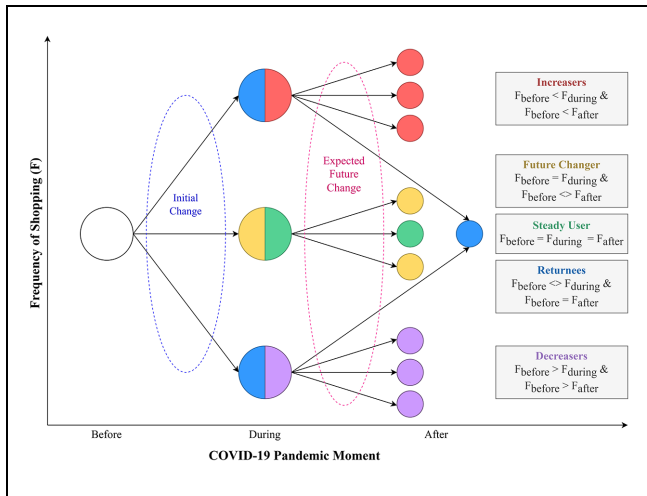 Frequency of Shopping (F)
Initial
Change
Expected
Future
Change
Increasers
Fbefore < Fduring &
Fbefore < Fafter
Future Changer
Fbefore = Fduring &
Fbefore <> Fafter
Steady User
Fbefore = Fduring = Fafter
Returnees
Fbefore <> Fduring &
Fbefore = Fafter
Decreasers
Fbefore > Fduring &
Fbefore > Fafter
Before During After
COVID-19 Pandemic Moment